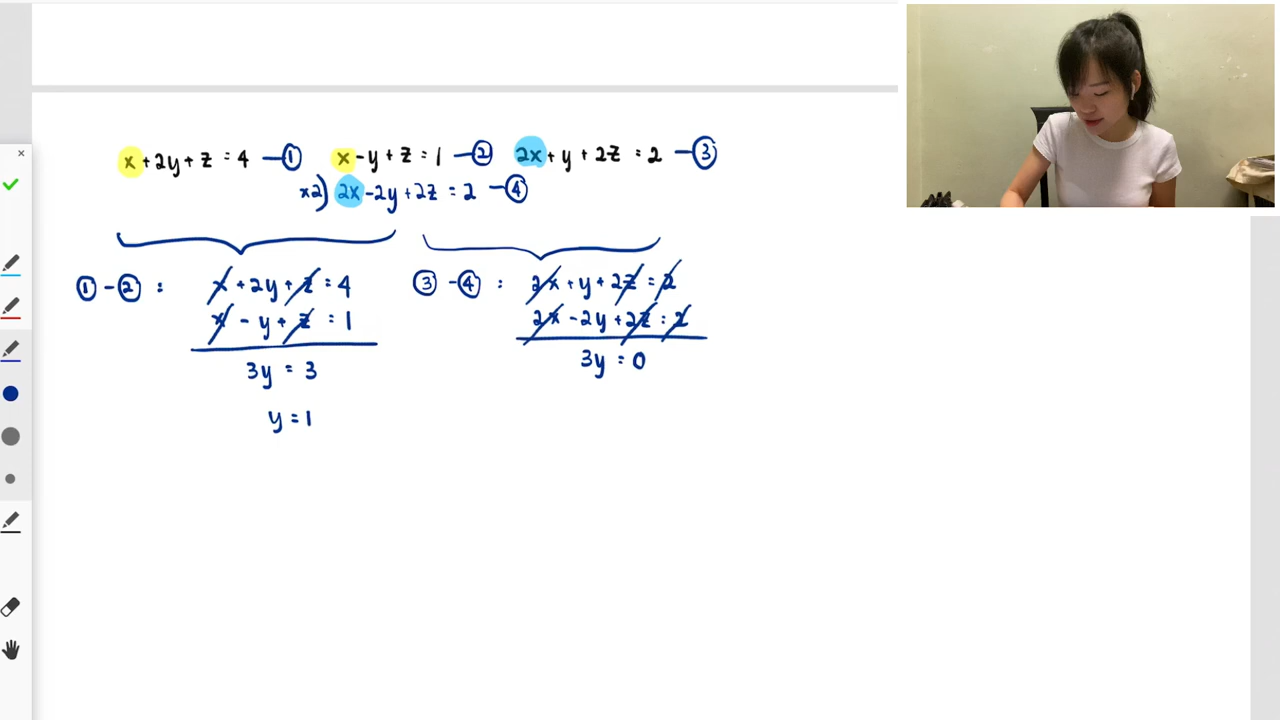 x + 2y + z = 4 — ① x - y + z = 1 — ② 2x + y + 2z = 2 — ③
x2) 2x - 2y + 2z = 2 — ④
① - ② : x + 2y + z = 4
x - y + z = 1
3y = 3
y = 1
③ - ④ : 2x + y + 2z = 2
2x - 2y + 2z = 2
3y = 0